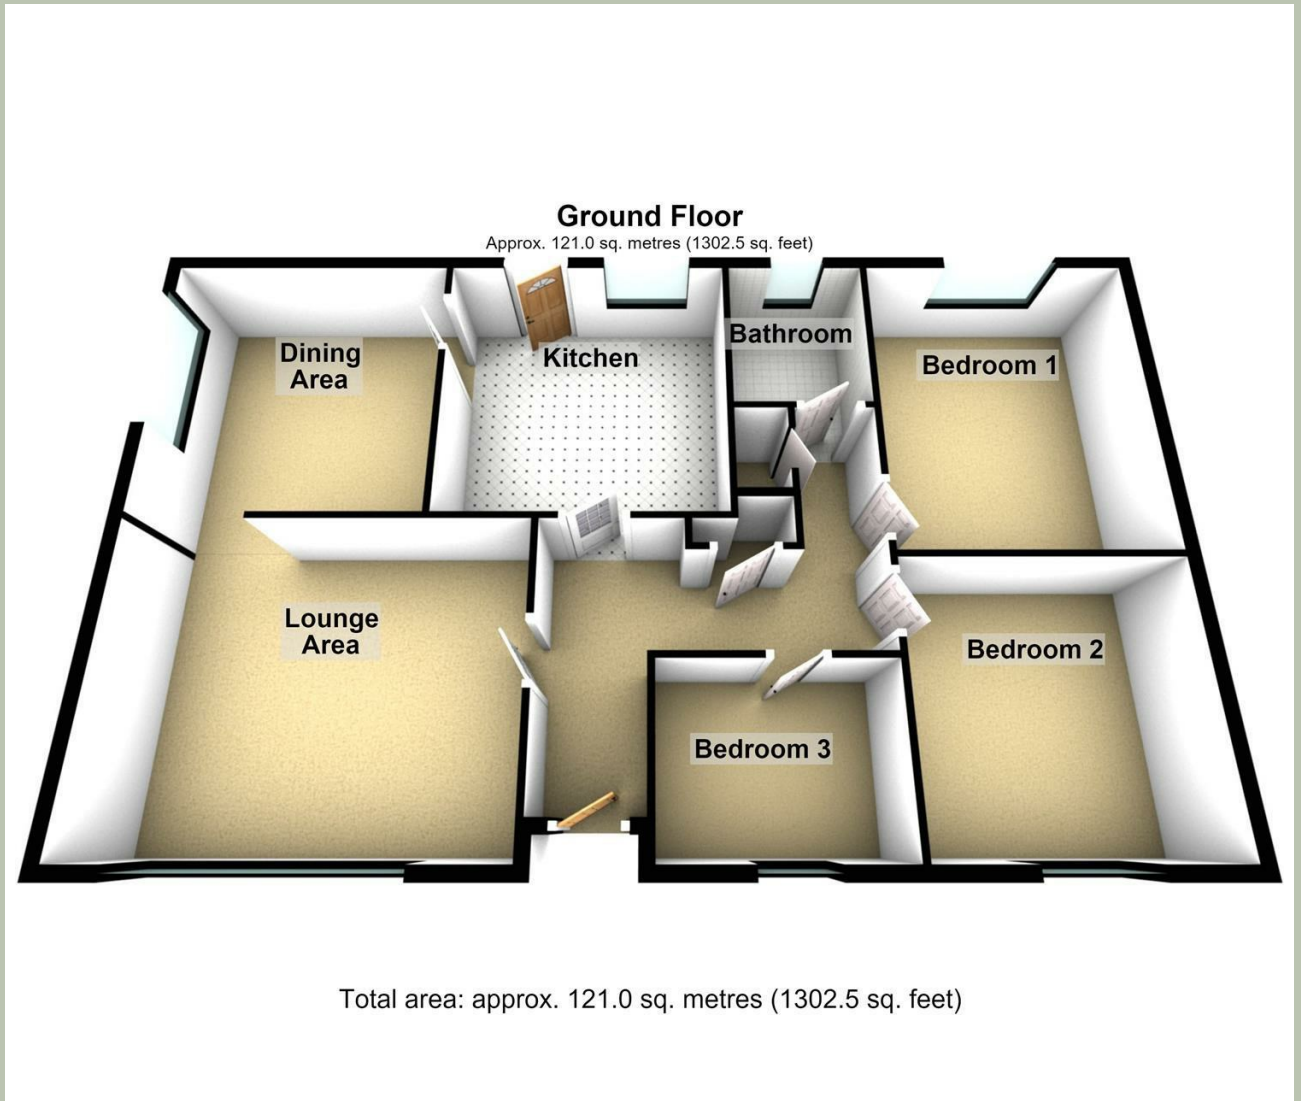 Ground Floor
Approx. 121.0 sq. metres (1302.5 sq. feet)
Dining
Area
Kitchen
Bathroom
Bedroom 1
Lounge
Area
Bedroom 2
Bedroom 3
Total area: approx. 121.0 sq. metres (1302.5 sq. feet)